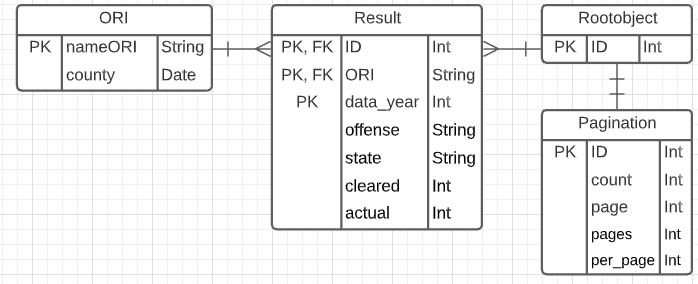 ORI
PK nameORI String
county Date
Result
PK, FK ID Int
PK, FK ORI String
PK data_year Int
offense String
state String
cleared Int
actual Int
Rootobject
PK ID Int
Pagination
PK ID Int
count Int
page Int
pages Int
per_page Int